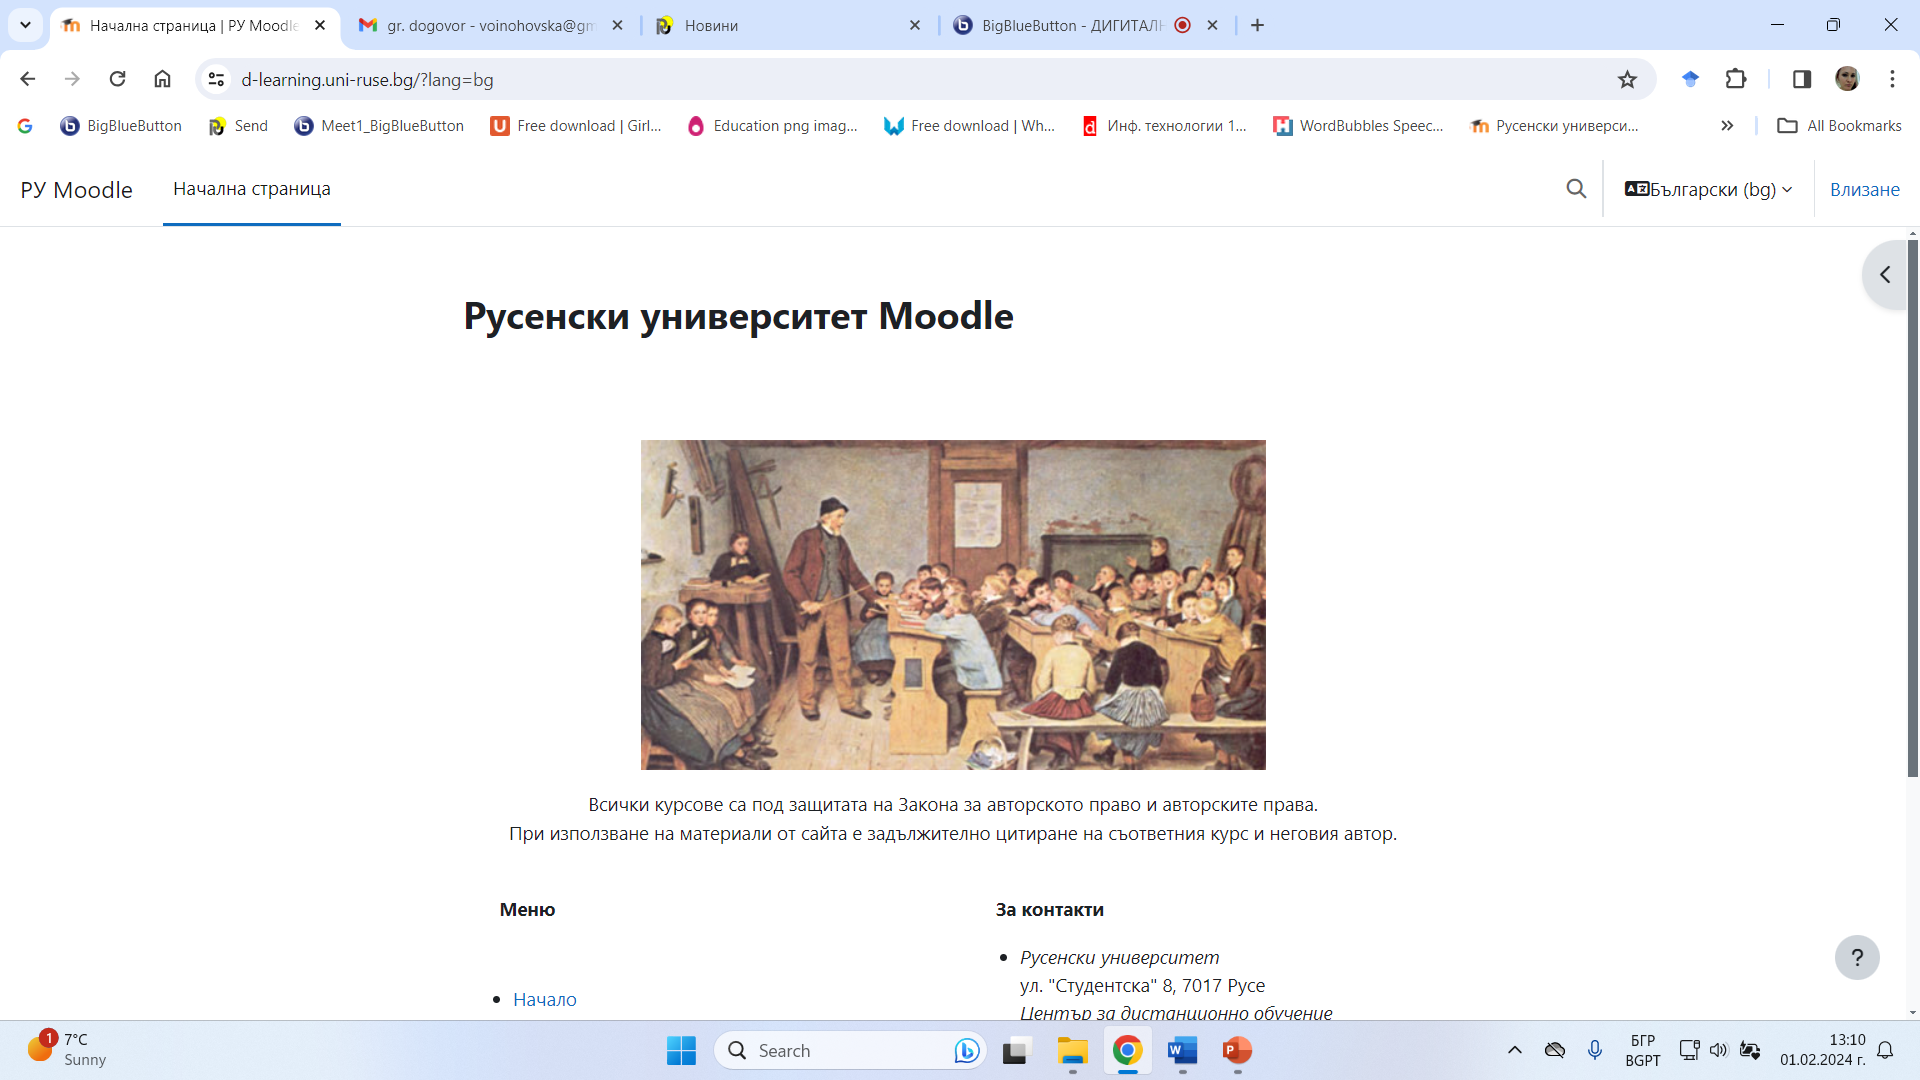 Начална страница | РУ Moodle
gr. dogovor - voinohovska@gm
Новини
BigBlueButton - ДИГИТАЛН
d-learning.uni-ruse.bg/?lang=bg
BigBlueButton
Send
Meet1_BigBlueButton
Free download | Girl...
Education png imag...
Free download | Wh...
Инф. технологии 1...
WordBubbles Speec...
Русенски универси...
All Bookmarks
РУ Moodle
Начална страница
Български (bg)
Влизане
Русенски университет Moodle
Всички курсове са под защитата на Закона за авторското право и авторските права.
При използване на материали от сайта е задължително цитиране на съответния курс и неговия автор.
Меню
Начало
За контакти
Русенски университет
ул. "Студентска" 8, 7017 Русе
Център за дистанционно обучение
?
1
7°C
Sunny
Search
БГР
BGPT
13:10
01.02.2024 г.